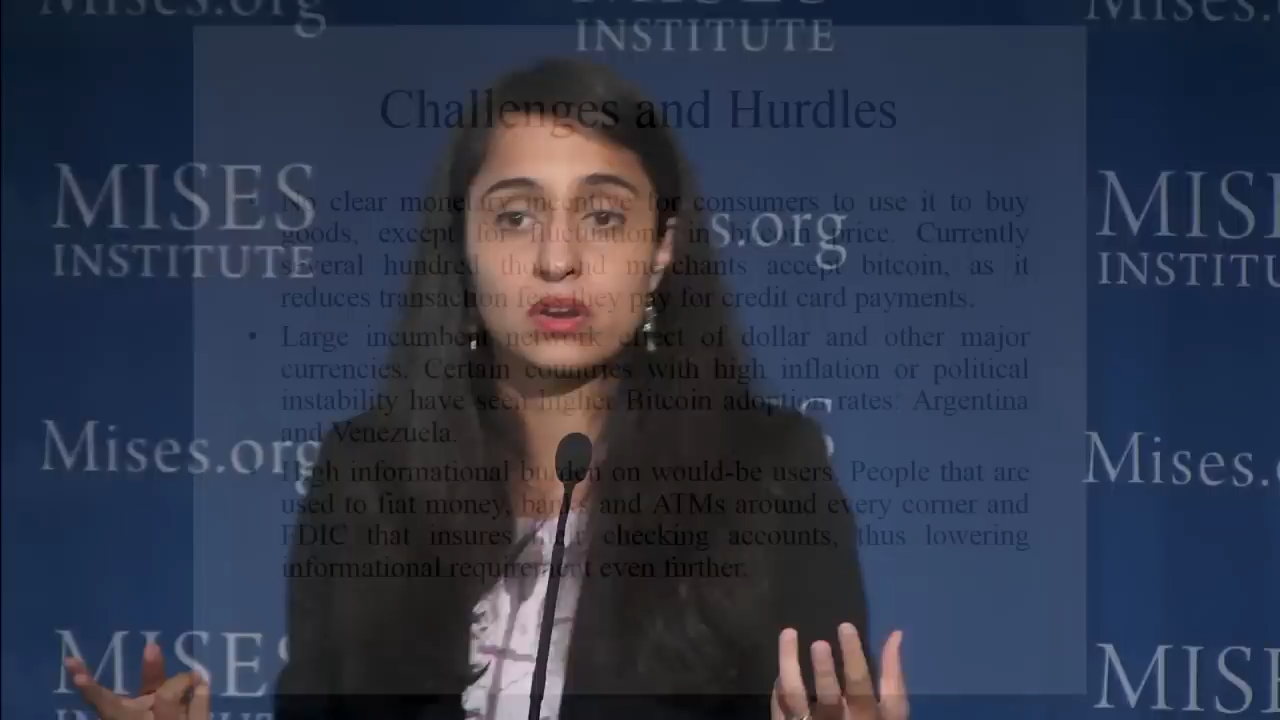 Mises.org
INSTITUTE
Mises.
Challenges and Hurdles
MISES
INSTITUTE
s.org
MISE
INSTITU
No clear monetary incentive for consumers to use it to buy
goods, except for fluctuations in bitcoin price. Currently
several hundred thousand merchants accept bitcoin, as it
reduces transaction fees they pay for credit card payments.
• Large incumbent network effect of dollar and other major
currencies. Certain countries with high inflation or political
instability have seen higher Bitcoin adoption rates: Argentina
and Venezuela.
Mises.org
Mises.
High informational burden on would-be users. People that are
used to fiat money, banks and ATMs around every corner and
FDIC that insures their checking accounts, thus lowering
informational requirement even further.
MISES
MISE